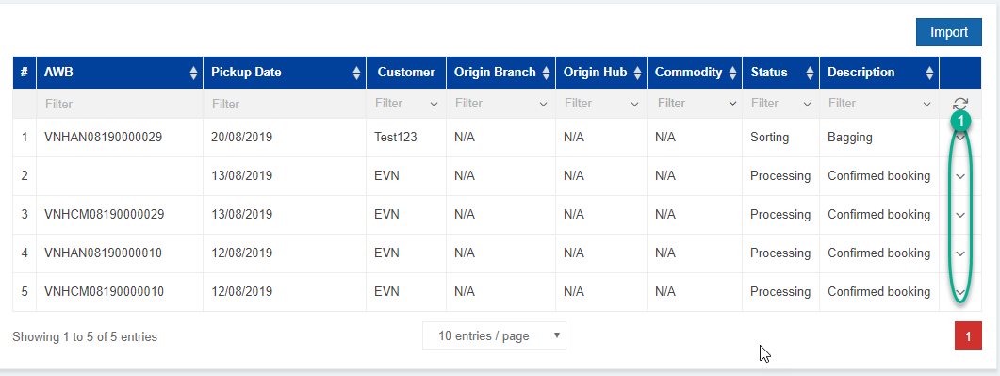 Import
# AWB Pickup Date Customer Origin Branch Origin Hub Commodity Status Description
Filter Filter Filter Filter Filter Filter Filter Filter
1
1 VNHAN08190000029 20/08/2019 Test123 N/A N/A N/A Sorting Bagging
2 13/08/2019 EVN N/A N/A N/A Processing Confirmed booking
3 VNHCM08190000029 13/08/2019 EVN N/A N/A N/A Processing Confirmed booking
4 VNHAN08190000010 12/08/2019 EVN N/A N/A N/A Processing Confirmed booking
5 VNHCM08190000010 12/08/2019 EVN N/A N/A N/A Processing Confirmed booking
Showing 1 to 5 of 5 entries 10 entries / page 1